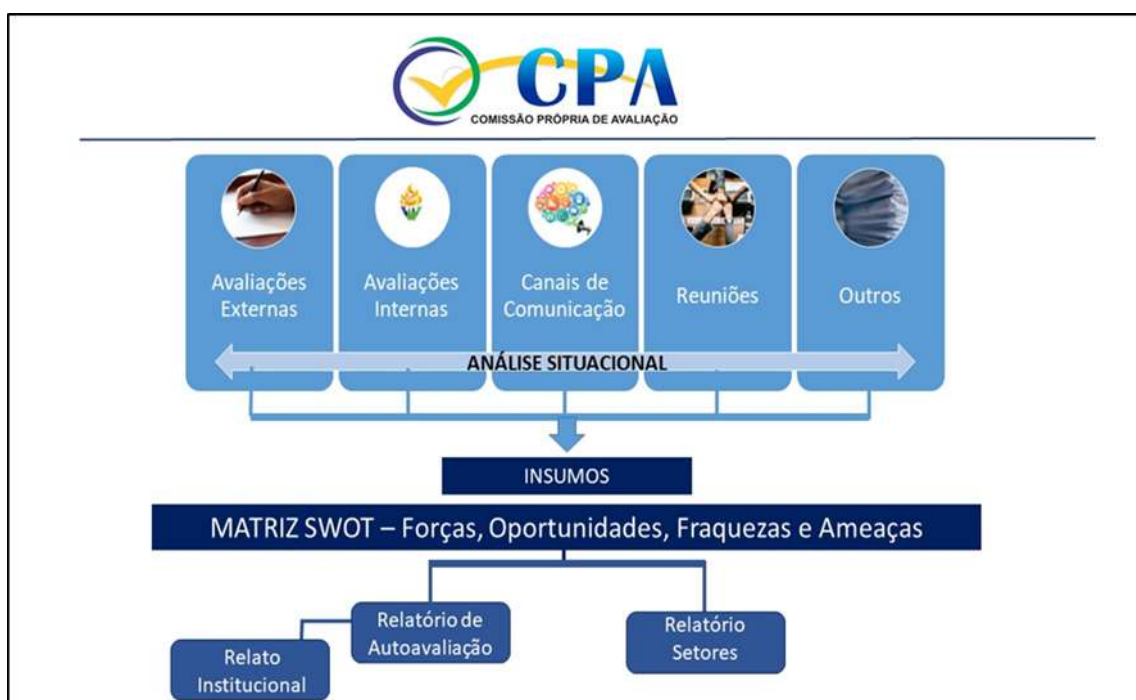 CPA
COMISSÃO PRÓPRIA DE AVALIAÇÃO
Avaliações
Externas
Avaliações
Internas
Canais de
Comunicação
Reuniões
Outros
ANÁLISE SITUACIONAL
INSUMOS
MATRIZ SWOT – Forças, Oportunidades, Fraquezas e Ameaças
Relatório de
Autoavaliação
Relatório
Setores
Relato
Institucional